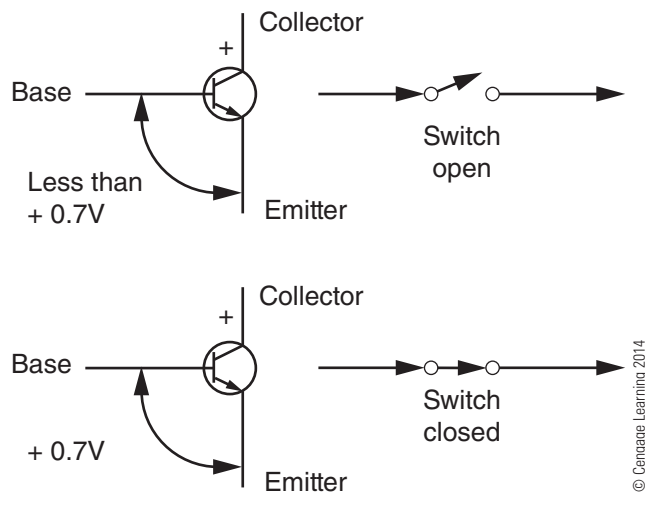 Collector
+
Base
Less than
+ 0.7V
Emitter
Switch
open
Collector
+
Base
+ 0.7V
Emitter
Switch
closed
© Cengage Learning 2014